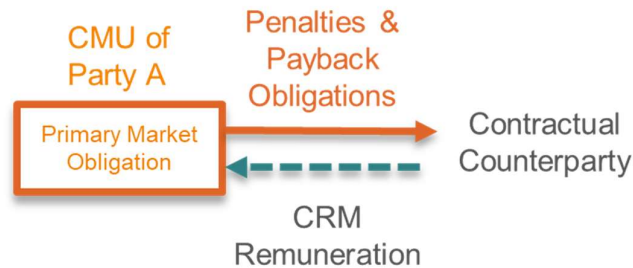 CMU of
Party A
Penalties &
Payback
Obligations
Primary Market
Obligation
Contractual
Counterparty
CRM
Remuneration